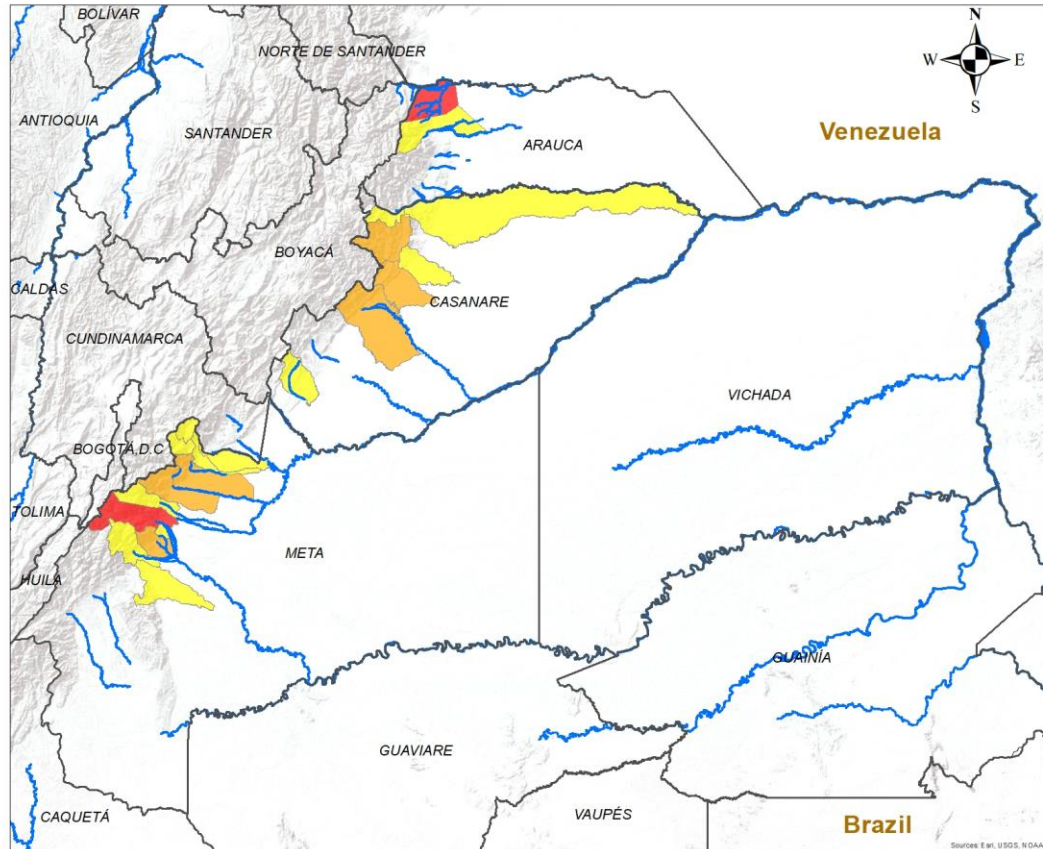 BOLÍVAR
NORTE DE SANTANDER
N
W
E
S
ANTIOQUIA
SANTANDER
ARAUCA
Venezuela
BOYACÁ
CALDAS
CASANARE
CUNDINAMARCA
VICHADA
BOGOTÁ,D.C
TOLIMA
META
HUILA
GUAINÍA
GUAVIARE
CAQUETÁ
VAUPÉS
Brazil
Sources: Esri, USGS, NOAA